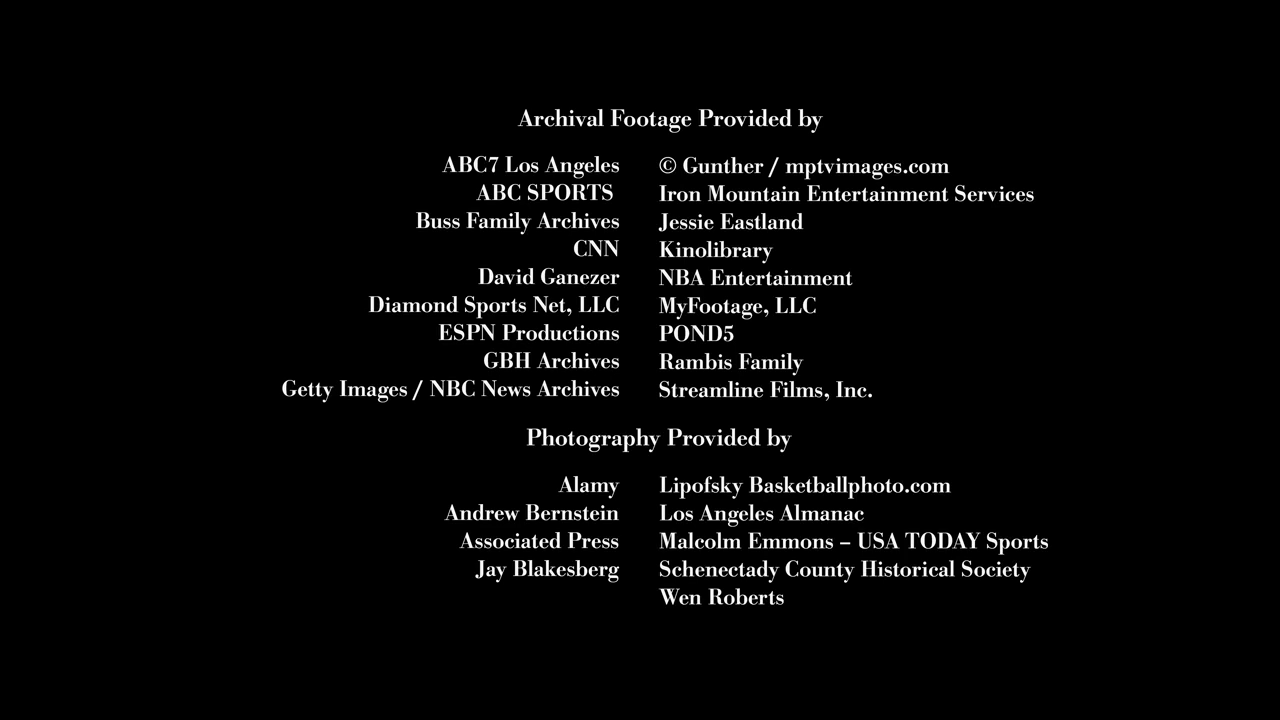 Archival Footage Provided by
ABC7 Los Angeles
ABC SPORTS
Buss Family Archives
CNN
David Ganezer
Diamond Sports Net, LLC
ESPN Productions
GBH Archives
Getty Images / NBC News Archives
© Gunther / mptvimages.com
Iron Mountain Entertainment Services
Jessie Eastland
Kinolibrary
NBA Entertainment
MyFootage, LLC
POND5
Rambis Family
Streamline Films, Inc.
Photography Provided by
Alamy
Andrew Bernstein
Associated Press
Jay Blakesberg
Lipofsky Basketballphoto.com
Los Angeles Almanac
Malcolm Emmons – USA TODAY Sports
Schenectady County Historical Society
Wen Roberts